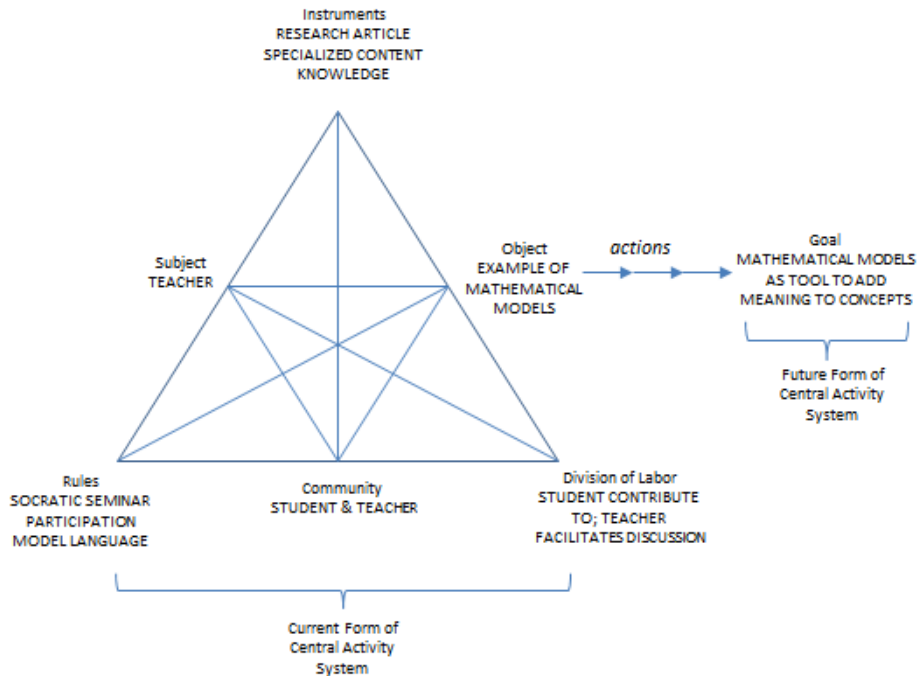 Instruments
RESEARCH ARTICLE
SPECIALIZED CONTENT
KNOWLEDGE
Subject
TEACHER
Object
EXAMPLE OF
MATHEMATICAL
MODELS
actions
Goal
MATHEMATICAL MODELS
AS TOOL TO ADD
MEANING TO CONCEPTS
Future Form of
Central Activity
System
Rules
SOCRATIC SEMINAR
PARTICIPATION
MODEL LANGUAGE
Community
STUDENT & TEACHER
Division of Labor
STUDENT CONTRIBUTE
TO; TEACHER
FACILITATES DISCUSSION
Current Form of
Central Activity
System